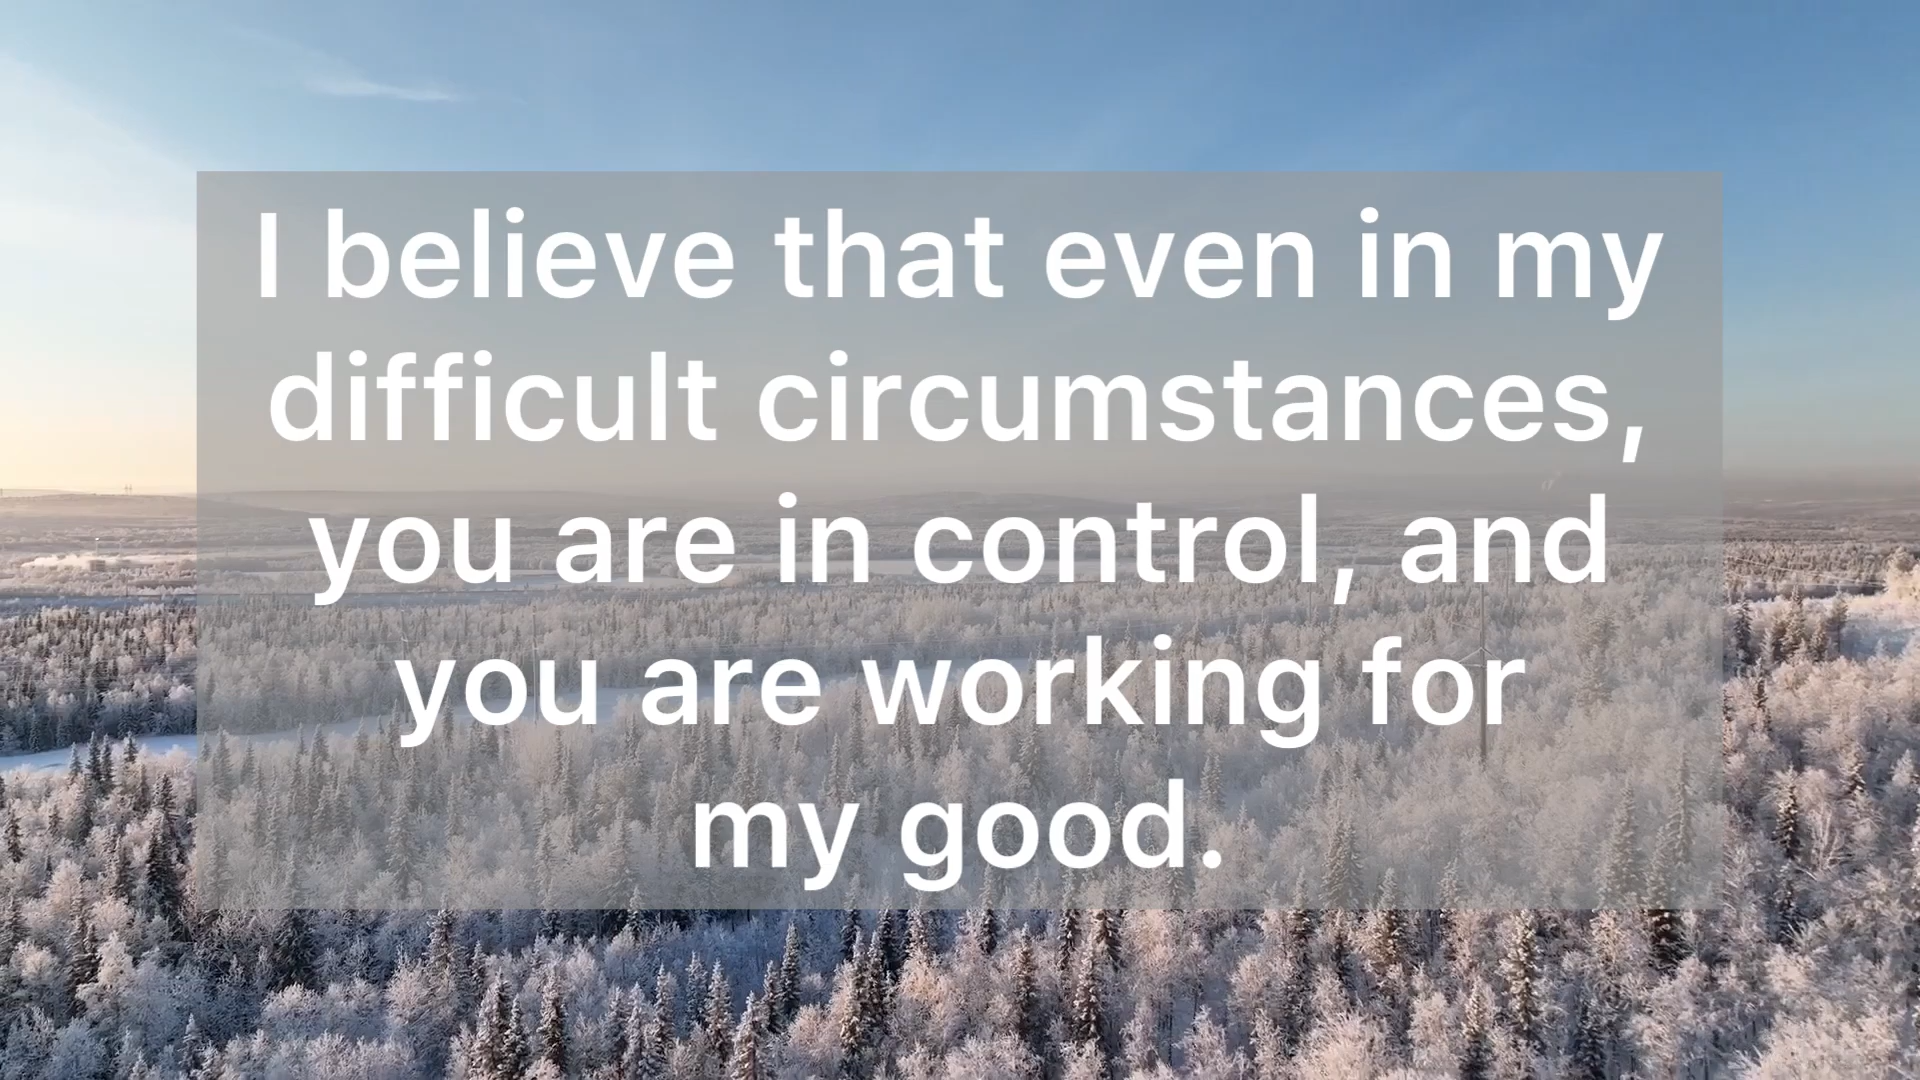 I believe that even in my
difficult circumstances,
you are in control, and
you are working for
my good.